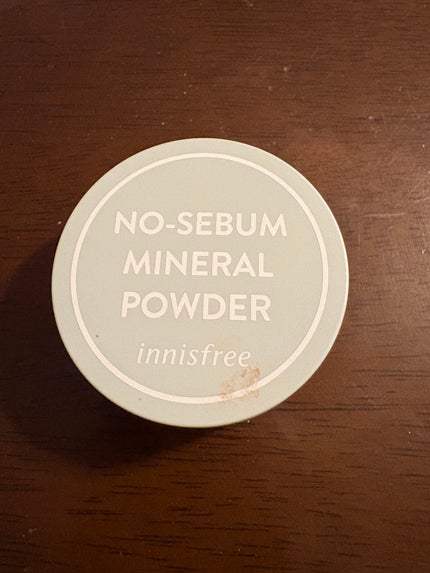 NO-SEBUM
MINERAL
POWDER
innisfree